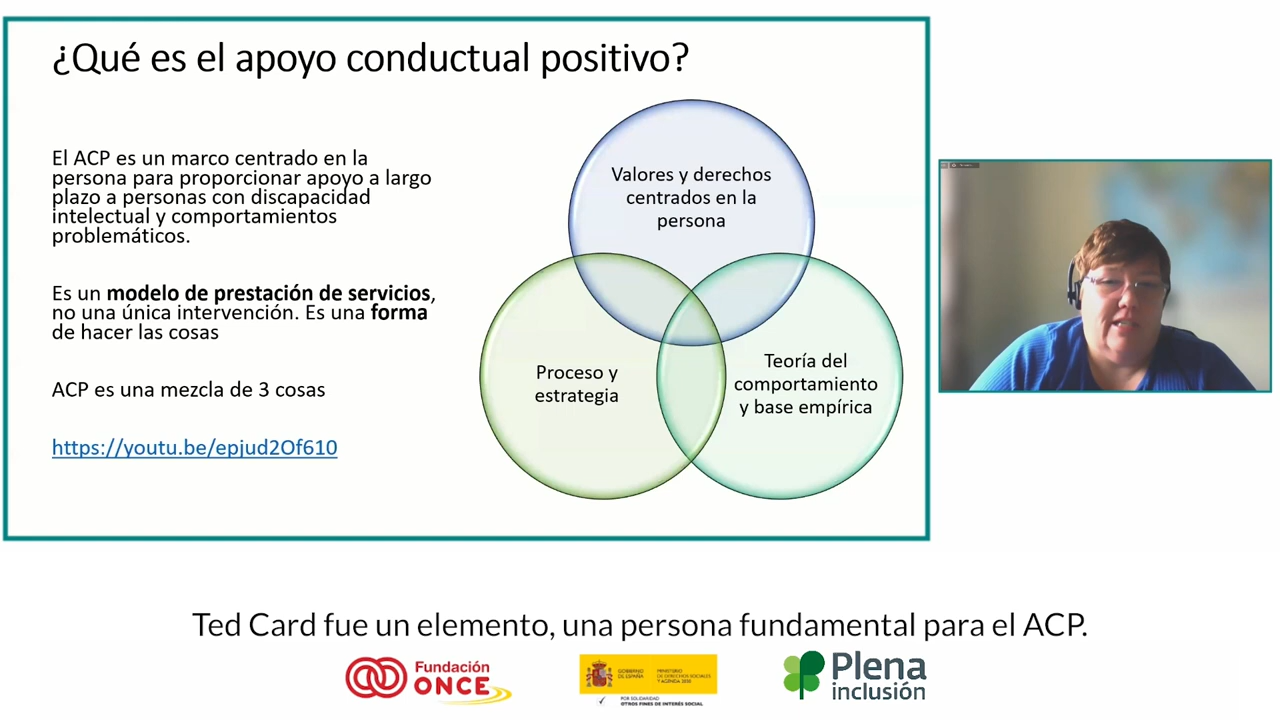 ¿Qué es el apoyo conductual positivo?
El ACP es un marco centrado en la
persona para proporcionar apoyo a largo
plazo a personas con discapacidad
intelectual y comportamientos
problemáticos.
Es un modelo de prestación de servicios,
no una única intervención. Es una forma
de hacer las cosas
ACP es una mezcla de 3 cosas
https://youtu.be/epjud2Of610
Valores y derechos
centrados en la
persona
Proceso y
estrategia
Teoría del
comportamiento
y base empírica
Ted Card fue un elemento, una persona fundamental para el ACP.
Fundación
ONCE
GOBIERNO
DE ESPAÑA
MINISTERIO
DE DERECHOS SOCIALES
Y AGENDA 2030
POR SOLIDARIDAD
OTROS FINES DE INTERÉS SOCIAL
Plena
inclusión